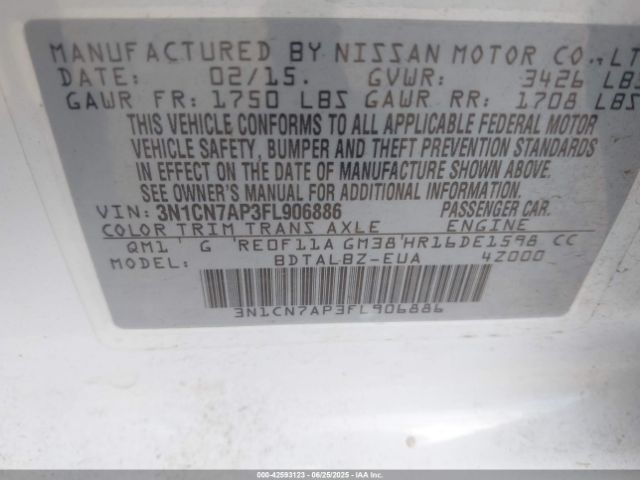 MANUFACTURED BY NISSAN MOTOR CO., LT
DATE: 02/15. GVWR: 3426 LBS
GAWR FR: 1750 LBS GAWR RR: 1708 LBS
THIS VEHICLE CONFORMS TO ALL APPLICABLE FEDERAL MOTOR
VEHICLE SAFETY, BUMPER AND THEFT PREVENTION STANDARDS
IN EFFECT ON THE DATE OF MANUFACTURE SHOWN ABOVE.
SEE OWNER'S MANUAL FOR ADDITIONAL INFORMATION.
VIN: 3N1CN7AP3FL906886 PASSENGER CAR.
COLOR TRIM TRANS AXLE ENGINE
QM1 G RE0F11A GM38 HR16DE1598 CC
MODEL: BDTALBZ-EUA 4Z000
3N1CN7AP3FL906886
000-42593123 - 06/25/2025 - IAA, Inc.